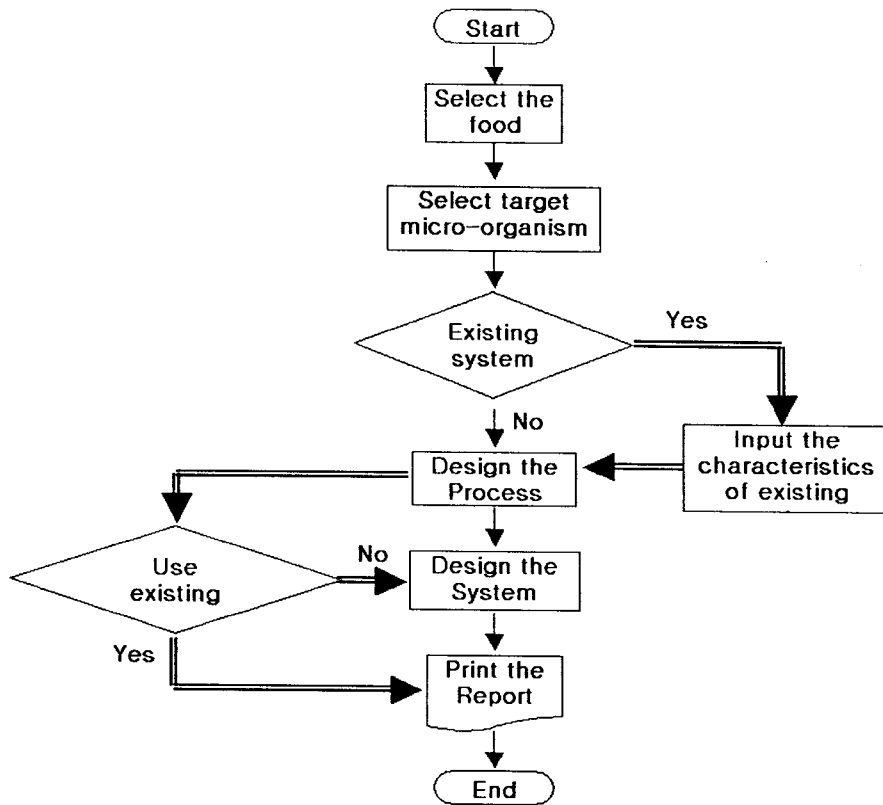 Start
Select the
food
Select target
micro-organism
Existing
system
Yes
No
Input the
characteristics
of existing
Design the
Process
Use
existing
No
Design the
System
Yes
Print the
Report
End